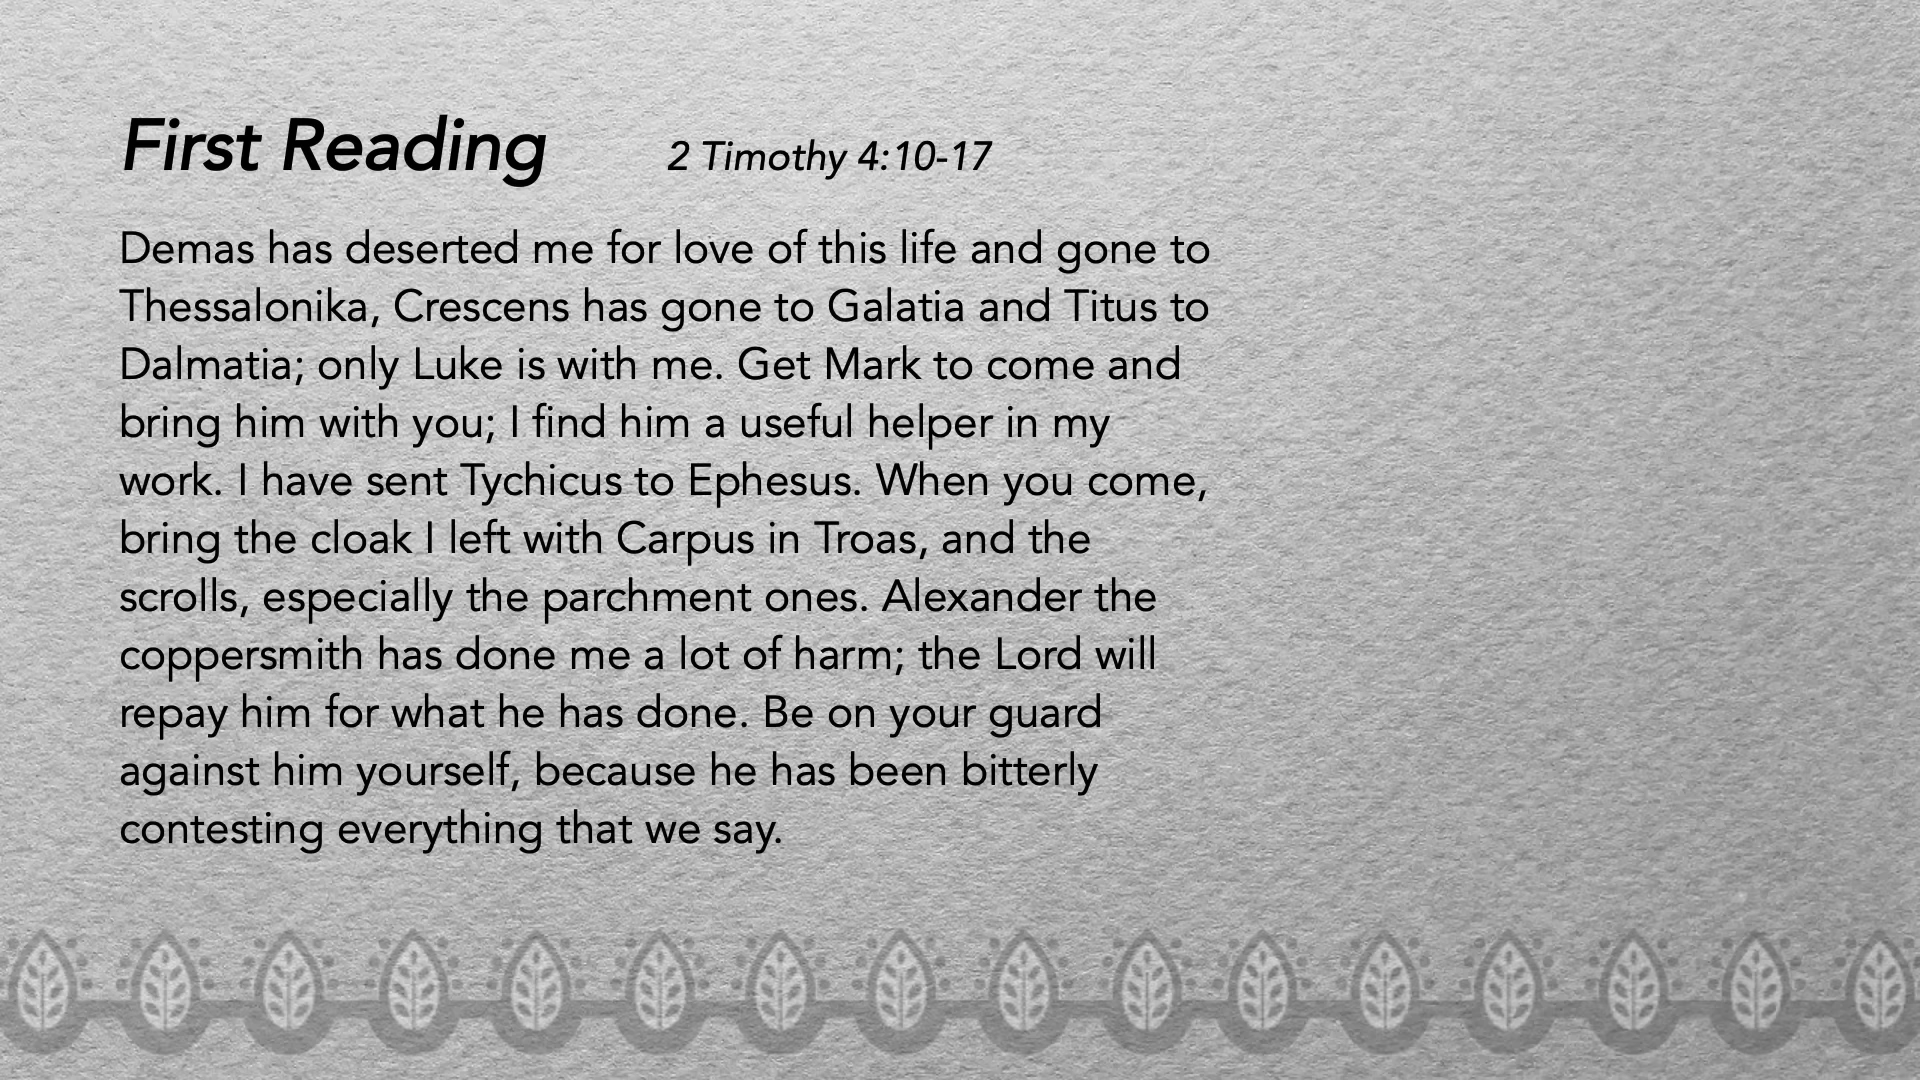 First Reading 2 Timothy 4:10-17
Demas has deserted me for love of this life and gone to
Thessalonika, Crescens has gone to Galatia and Titus to
Dalmatia; only Luke is with me. Get Mark to come and
bring him with you; I find him a useful helper in my
work. I have sent Tychicus to Ephesus. When you come,
bring the cloak I left with Carpus in Troas, and the
scrolls, especially the parchment ones. Alexander the
coppersmith has done me a lot of harm; the Lord will
repay him for what he has done. Be on your guard
against him yourself, because he has been bitterly
contesting everything that we say.